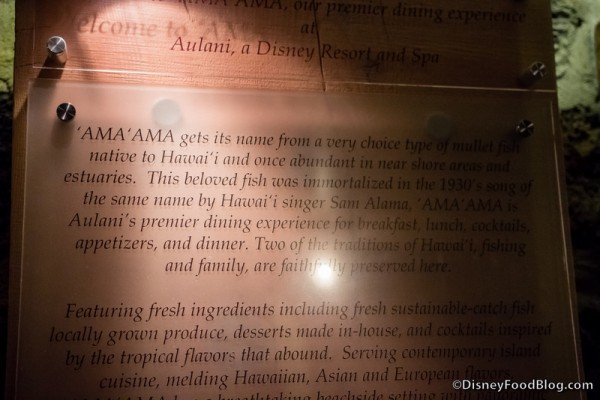 'AMA'AMA, our premier dining experience
elcome to 'AMA
at
Aulani, a Disney Resort and Spa
'AMA'AMA gets its name from a very choice type of mullet fish
native to Hawai'i and once abundant in near shore areas and
estuaries. This beloved fish was immortalized in the 1930's song of
the same name by Hawai'i singer Sam Alama, 'AMA'AMA is
Aulani's premier dining experience for breakfast, lunch, cocktails,
appetizers, and dinner. Two of the traditions of Hawai'i, fishing
and family, are faithfully preserved here.
Featuring fresh ingredients including fresh sustainable-catch fish
locally grown produce, desserts made in-house, and cocktails inspired
by the tropical flavors that abound. Serving contemporary island
cuisine, melding Hawaiian, Asian and European flavors,
breathtaking beachside setting with
©DisneyFoodBlog.com